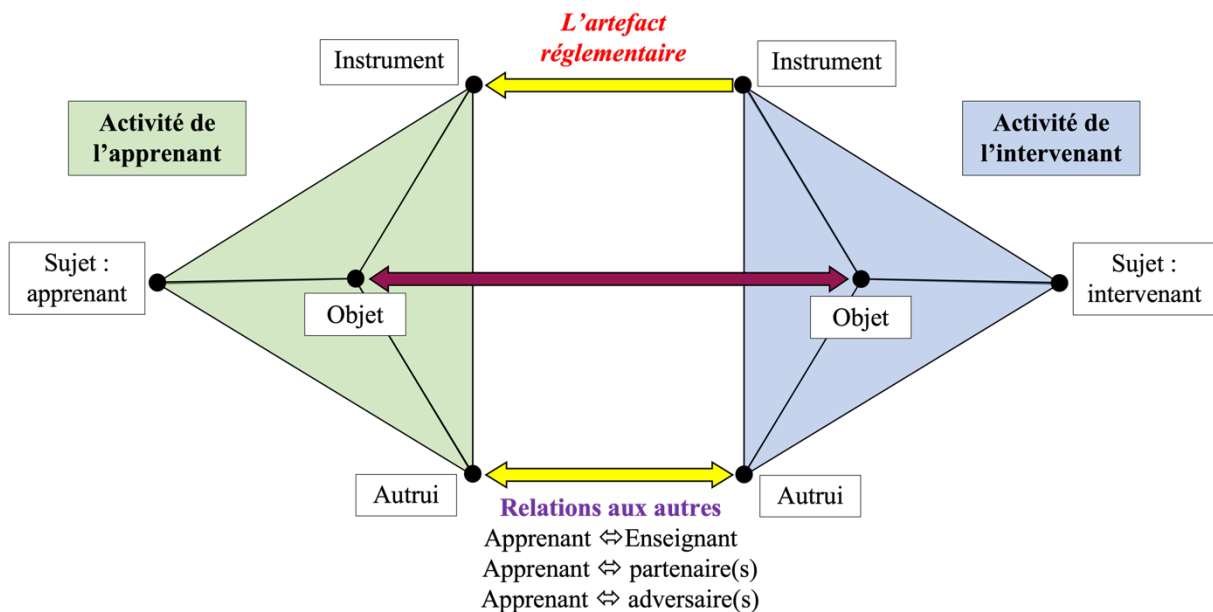 L’artefact
réglementaire
Instrument
Instrument
Activité de
l’apprenant
Activité de
l’intervenant
Sujet :
apprenant
Objet
Objet
Sujet :
intervenant
Autrui
Autrui
Relations aux autres
Apprenant ⇔Enseignant
Apprenant ⇔ partenaire(s)
Apprenant ⇔ adversaire(s)